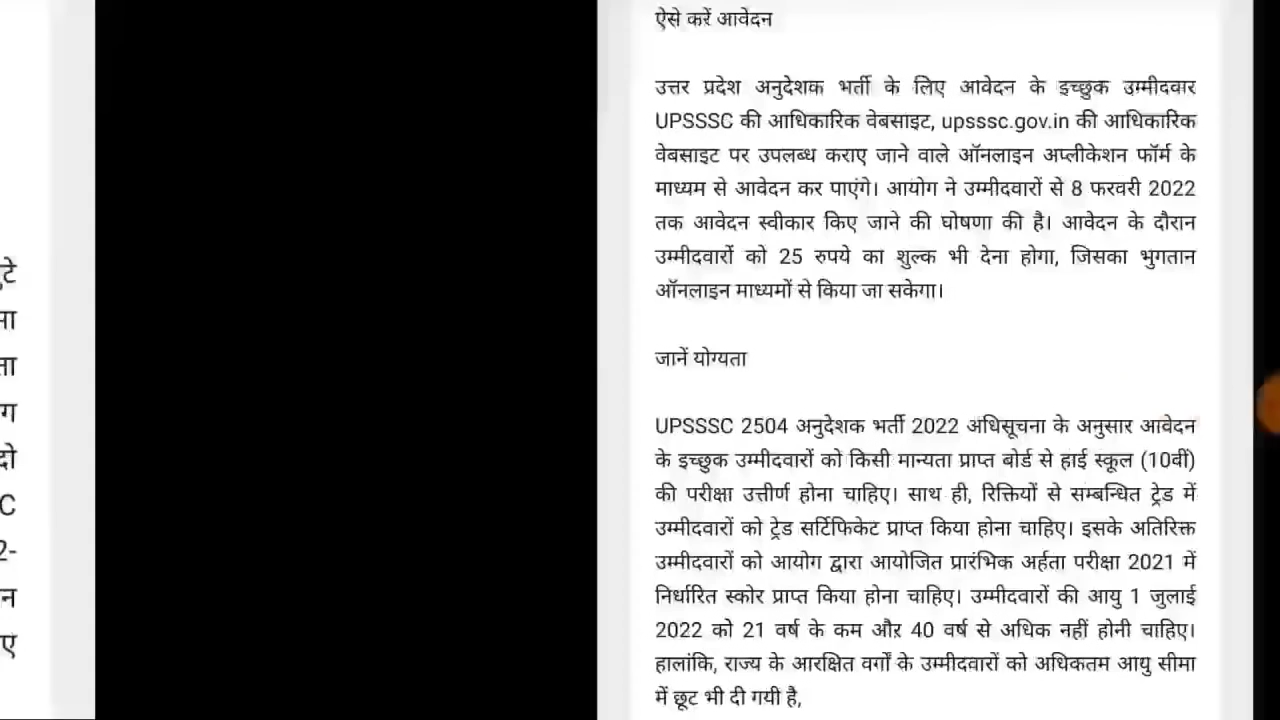 टे
मा
ता
ग
दो
C
2-
न
ए
ऐसे करें आवेदन
उत्तर प्रदेश अनुदेशक भर्ती के लिए आवेदन के इच्छुक उम्मीदवार
UPSSSC की आधिकारिक वेबसाइट, upsssc.gov.in की आधिकारिक
वेबसाइट पर उपलब्ध कराए जाने वाले ऑनलाइन अप्लीकेशन फॉर्म के
माध्यम से आवेदन कर पाएंगे। आयोग ने उम्मीदवारों से 8 फरवरी 2022
तक आवेदन स्वीकार किए जाने की घोषणा की है। आवेदन के दौरान
उम्मीदवारों को 25 रुपये का शुल्क भी देना होगा, जिसका भुगतान
ऑनलाइन माध्यमों से किया जा सकेगा।
जानें योग्यता
UPSSSC 2504 अनुदेशक भर्ती 2022 अधिसूचना के अनुसार आवेदन
के इच्छुक उम्मीदवारों को किसी मान्यता प्राप्त बोर्ड से हाई स्कूल (10वीं)
की परीक्षा उत्तीर्ण होना चाहिए। साथ ही, रिक्तियों से सम्बन्धित ट्रेड में
उम्मीदवारों को ट्रेड सर्टिफिकेट प्राप्त किया होना चाहिए। इसके अतिरिक्त
उम्मीदवारों को आयोग द्वारा आयोजित प्रारंभिक अर्हता परीक्षा 2021 में
निर्धारित स्कोर प्राप्त किया होना चाहिए। उम्मीदवारों की आयु 1 जुलाई
2022 को 21 वर्ष के कम और 40 वर्ष से अधिक नहीं होनी चाहिए।
हालांकि, राज्य के आरक्षित वर्गों के उम्मीदवारों को अधिकतम आयु सीमा
में छूट भी दी गयी है,